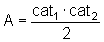 A = cat₁ · cat₂ / 2